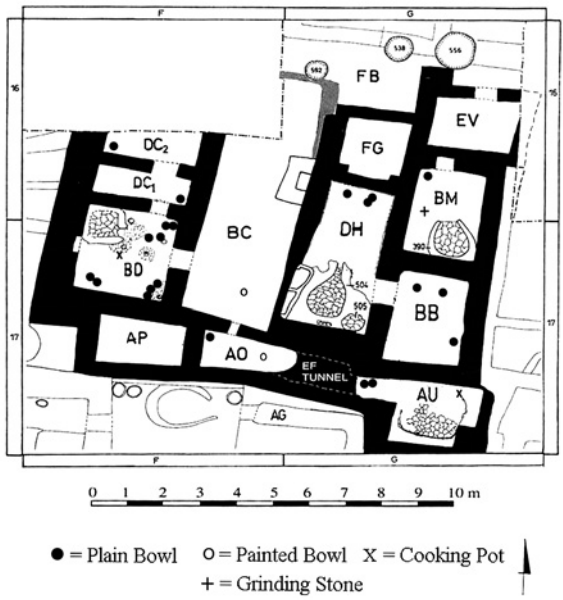 F G
538 556
592 FB
16 15
EV
DC2
FG
DC1
BM
BC DH
390
BD
504
505
BB
17 17
AP
AO
EF
TUNNEL
AU
X
AG
F G
0 1 2 3 4 5 6 7 8 9 10 m
● = Plain Bowl ○ = Painted Bowl X = Cooking Pot
+ = Grinding Stone